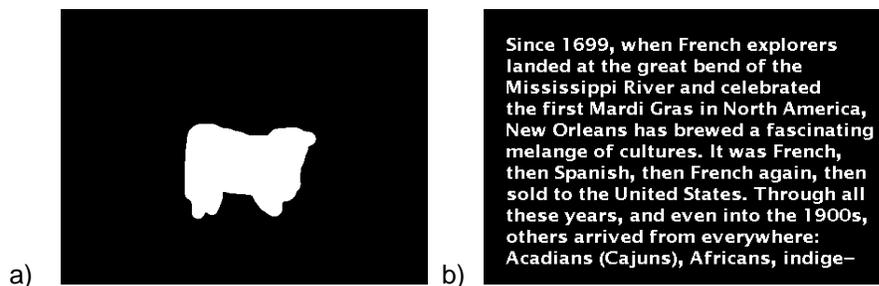 Since 1699, when French explorers
landed at the great bend of the
Mississippi River and celebrated
the first Mardi Gras in North America,
New Orleans has brewed a fascinating
melange of cultures. It was French,
then Spanish, then French again, then
sold to the United States. Through all
these years, and even into the 1900s,
others arrived from everywhere:
Acadians (Cajuns), Africans, indige-
a)
b)